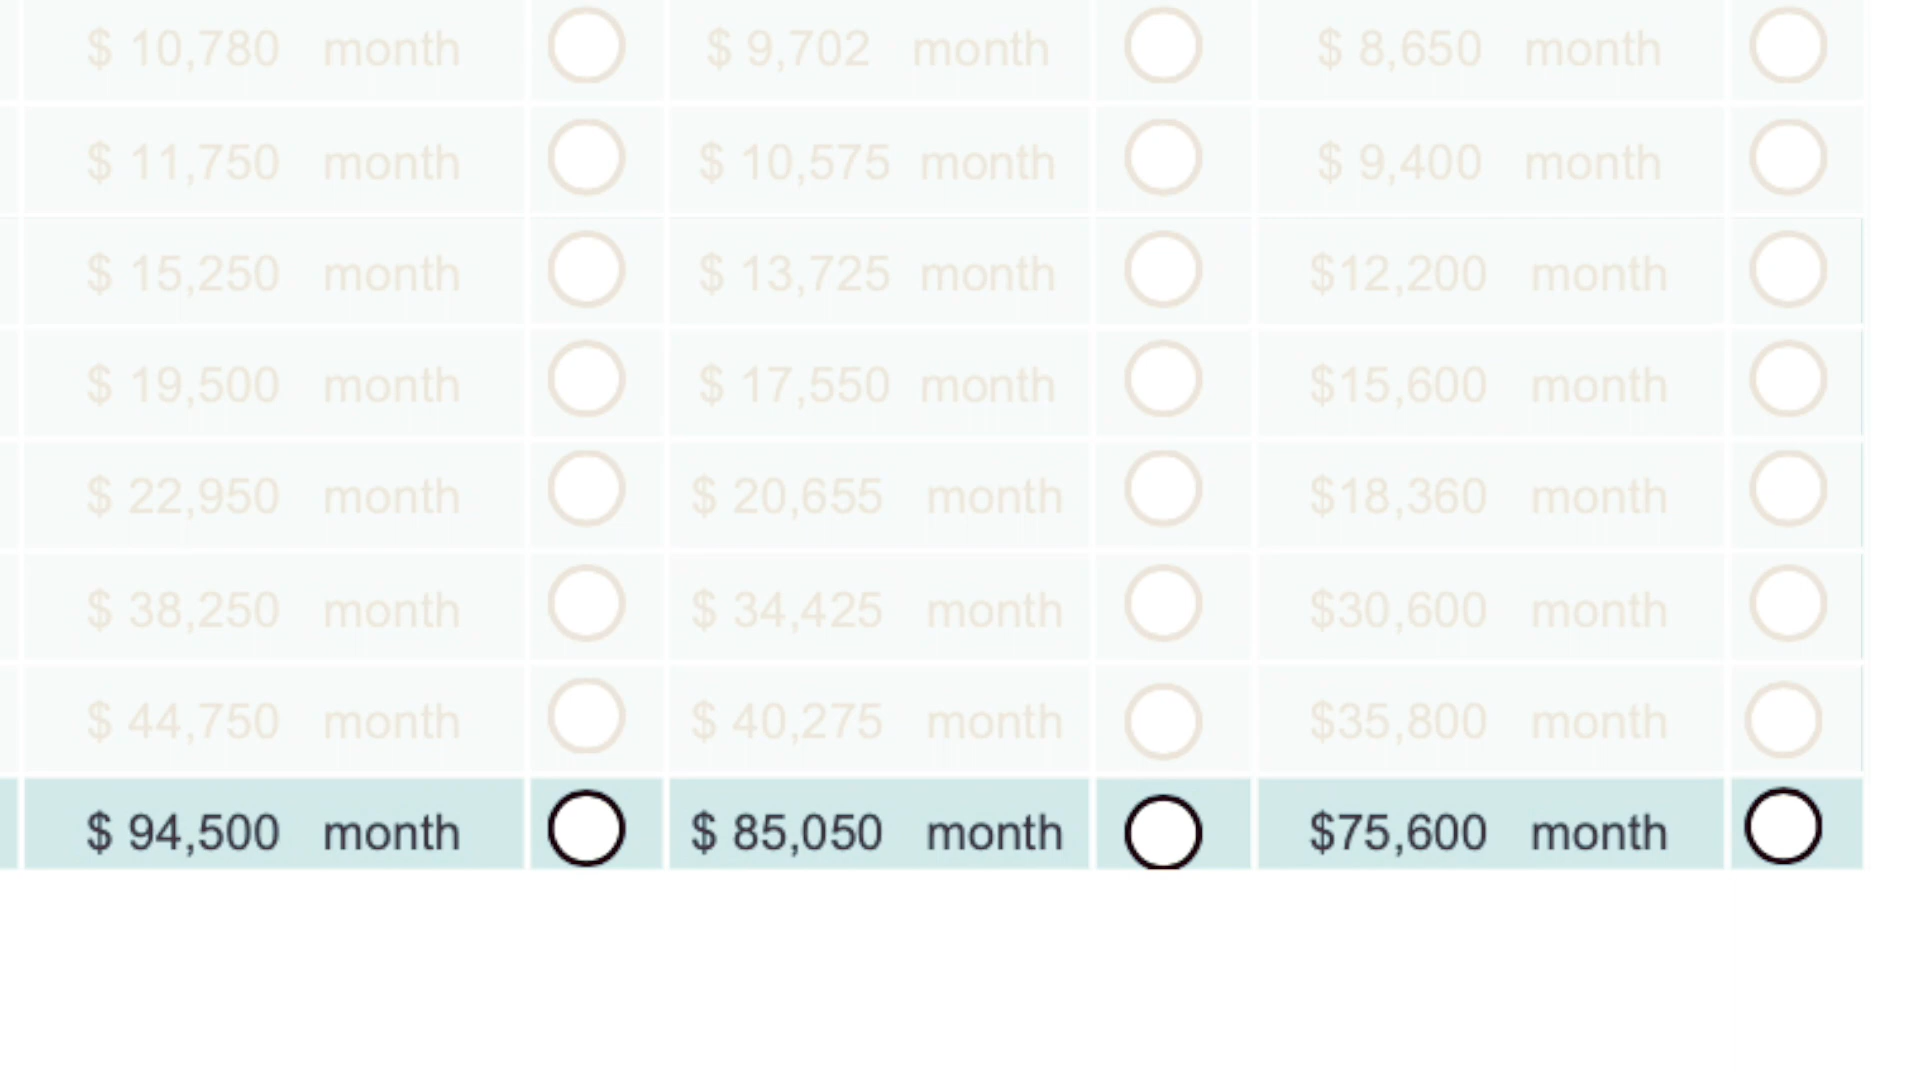 $ 10,780 month $ 9,702 month $ 8,650 month
$ 11,750 month $ 10,575 month $ 9,400 month
$ 15,250 month $ 13,725 month $12,200 month
$ 19,500 month $ 17,550 month $15,600 month
$ 22,950 month $ 20,655 month $18,360 month
$ 38,250 month $ 34,425 month $30,600 month
$ 44,750 month $ 40,275 month $35,800 month
$ 94,500 month $ 85,050 month $75,600 month